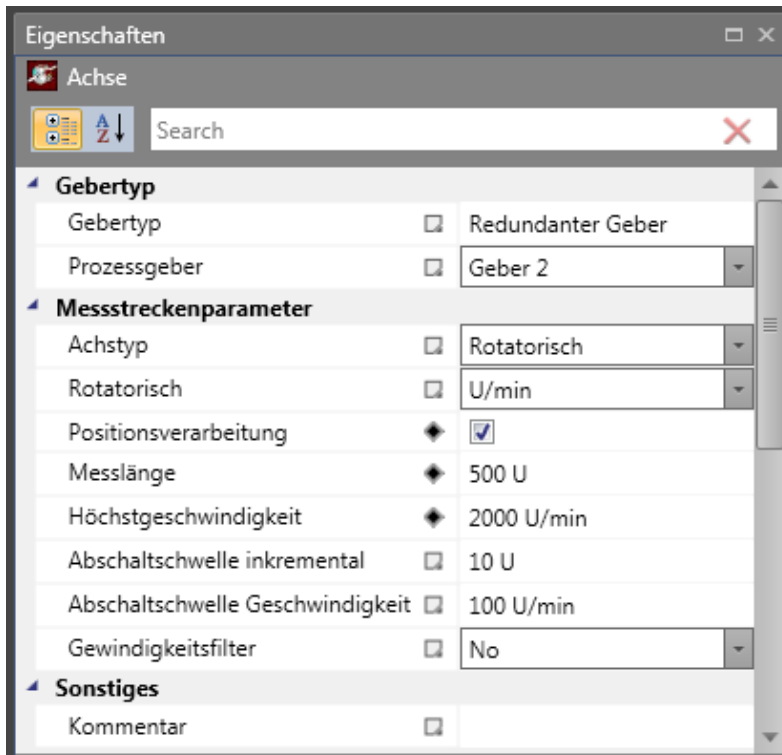 Eigenschaften
Achse
A Z Search
Gebertyp
Gebertyp Redundanter Geber
Prozessgeber Geber 2
Messstreckenparameter
Achstyp Rotatorisch
Rotatorisch U/min
Positionsverarbeitung
Messlänge 500 U
Höchstgeschwindigkeit 2000 U/min
Abschaltschwelle inkremental 10 U
Abschaltschwelle Geschwindigkeit 100 U/min
Gewindigkeitsfilter No
Sonstiges
Kommentar